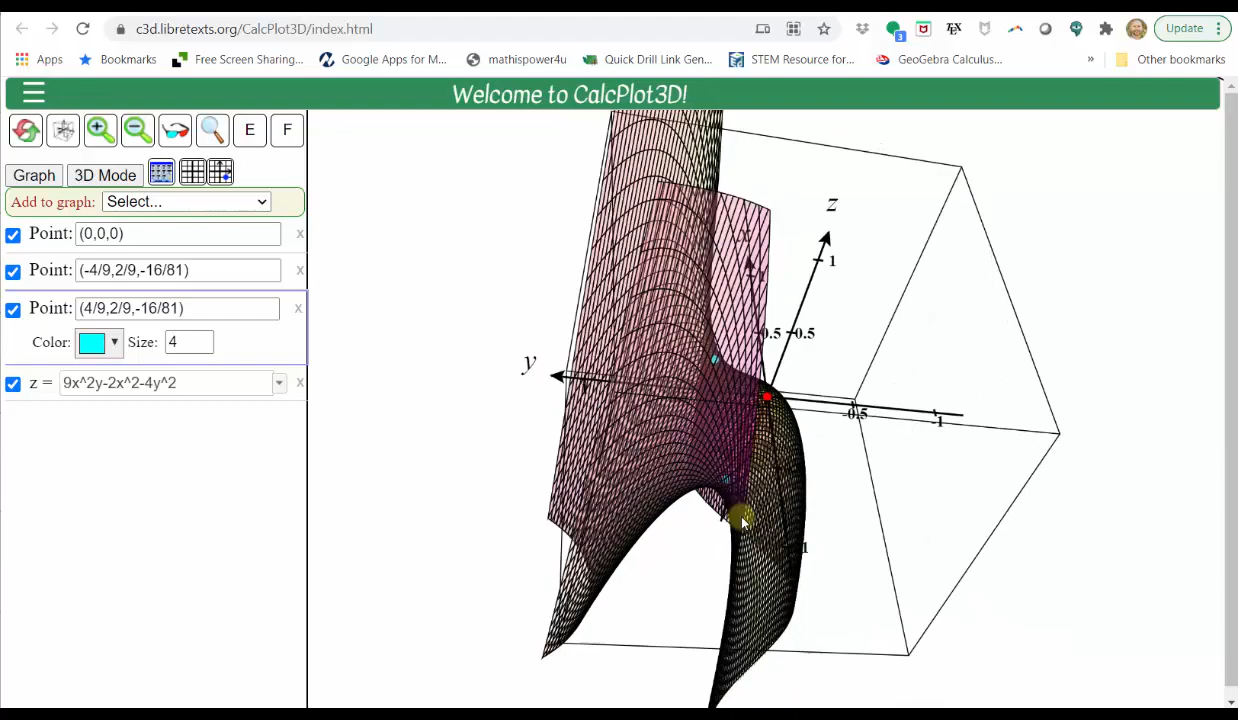 c3d.libretexts.org/CalcPlot3D/index.html
3
TEX
Update
Apps
Bookmarks
Free Screen Sharing...
Google Apps for M...
mathispower4u
Quick Drill Link Gen...
STEM Resource for...
GeoGebra Calculus...
»
Other bookmarks
Welcome to CalcPlot3D!
E
F
Graph
3D Mode
Add to graph:
Select...
Point: (0,0,0) x
Point: (-4/9,2/9,-16/81) x
Point: (4/9,2/9,-16/81) x
Color:
Size: 4
z = 9x^2y-2x^2-4y^2 x
z
1
1
0.5
0.5
y
-0.5
-1
1